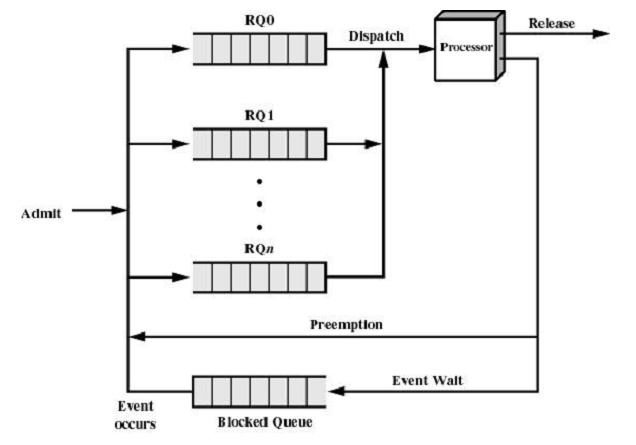 RQ0
Dispatch
Release
Processor
RQ1
Admit
RQn
Preemption
Event Wait
Event
occurs
Blocked Queue